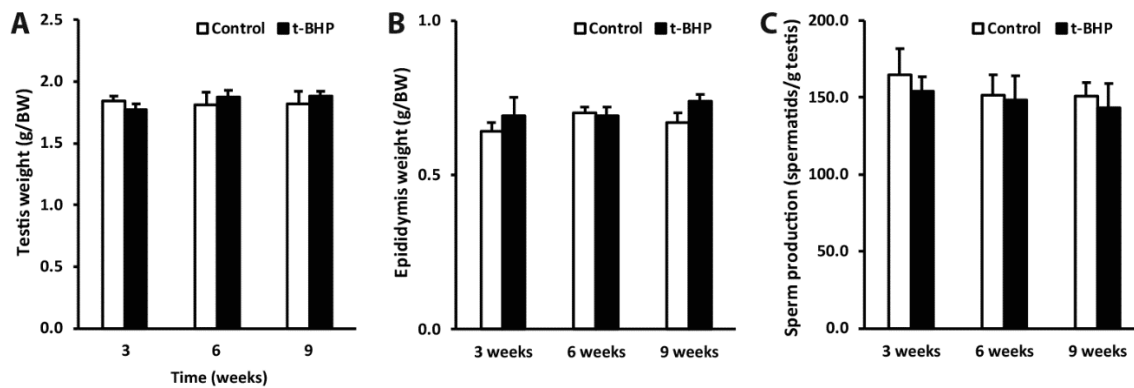 A
Testis weight (g/BW)
2.5
2.0
1.5
1.0
0.5
0.0
Control t-BHP
3 6 9
Time (weeks)
B
Epididymis weight (g/BW)
1.0
0.5
0.0
Control t-BHP
3 weeks 6 weeks 9 weeks
C
Sperm production (spermatids/g testis)
200.0
150.0
100.0
50.0
0.0
Control t-BHP
3 weeks 6 weeks 9 weeks